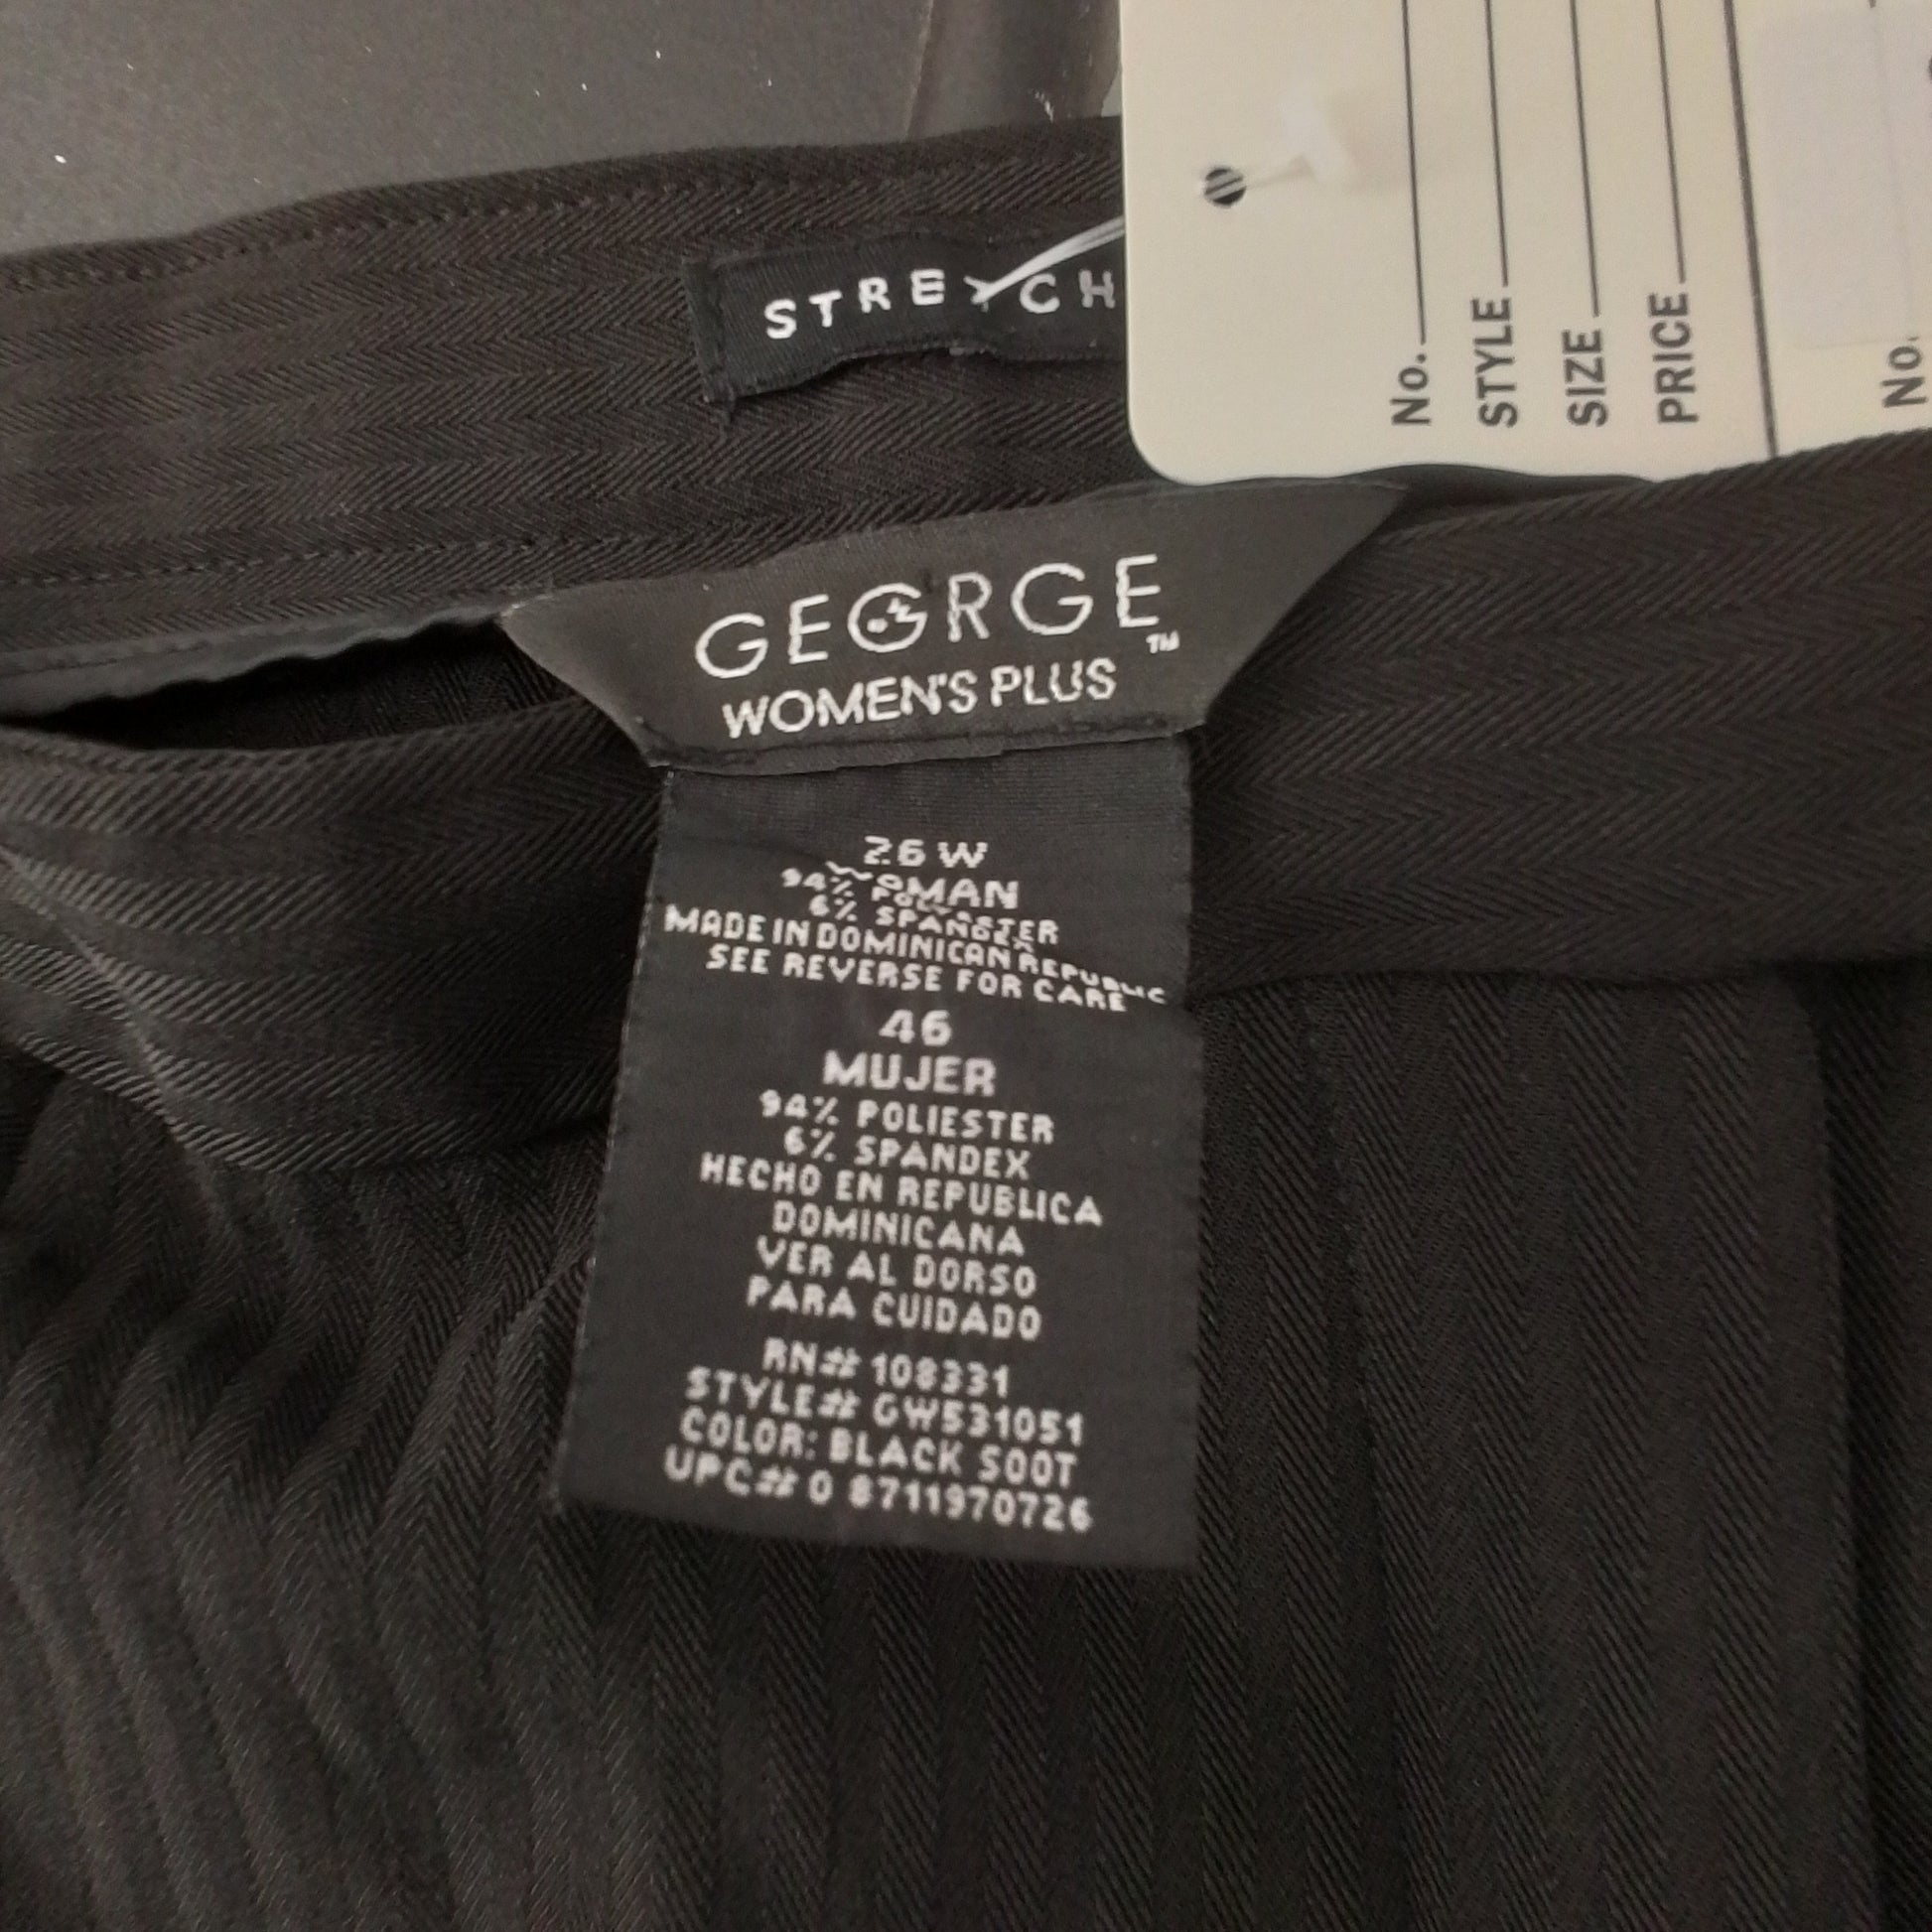 STRETCH
No.
STYLE
SIZE
PRICE
No.
GEORGE™
WOMEN'S PLUS
26 W
WOMAN
94% POLYESTER
6% SPANDEX
MADE IN DOMINICAN REPUBLIC
SEE REVERSE FOR CARE
46
MUJER
94% POLIESTER
6% SPANDEX
HECHO EN REPUBLICA
DOMINICANA
VER AL DORSO
PARA CUIDADO
RN# 108331
STYLE# GW531051
COLOR: BLACK SOOT
UPC# 0 8711970726